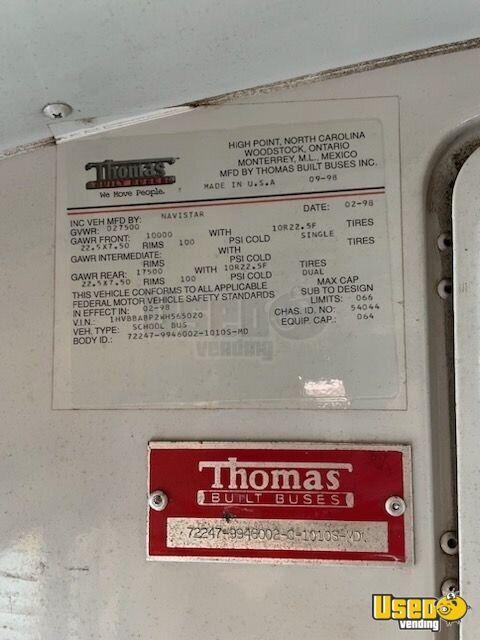 Thomas
BUILT BUSES
We Move People.
HIGH POINT, NORTH CAROLINA
WOODSTOCK, ONTARIO
MONTERREY, M.L., MEXICO
MFD BY THOMAS BUILT BUSES INC.
MADE IN U.S.A 09-98
INC VEH MFD BY: NAVISTAR DATE: 02-98
GVWR: 027500
GAWR FRONT: 10000 WITH 10R22.5F TIRES
22.5X7.50 RIMS 100 PSI COLD SINGLE
GAWR INTERMEDIATE: WITH TIRES
RIMS PSI COLD
GAWR REAR: 17500 WITH 10R22.5F TIRES
22.5X7.50 RIMS 100 PSI COLD DUAL
THIS VEHICLE CONFORMS TO ALL APPLICABLE MAX CAP
FEDERAL MOTOR VEHICLE SAFETY STANDARDS SUB TO DESIGN
IN EFFECT IN: 02-98 LIMITS: 066
V.I.N.: 1HVBBABP2WH565020 CHAS. ID NO.: 54044
VEH. TYPE: SCHOOL BUS EQUIP. CAP.: 064
BODY ID.: 72247-9946002-1010S-MD
USED
vending
Thomas
BUILT BUSES
72247-9946002-C-1010S-MD
Used
vending